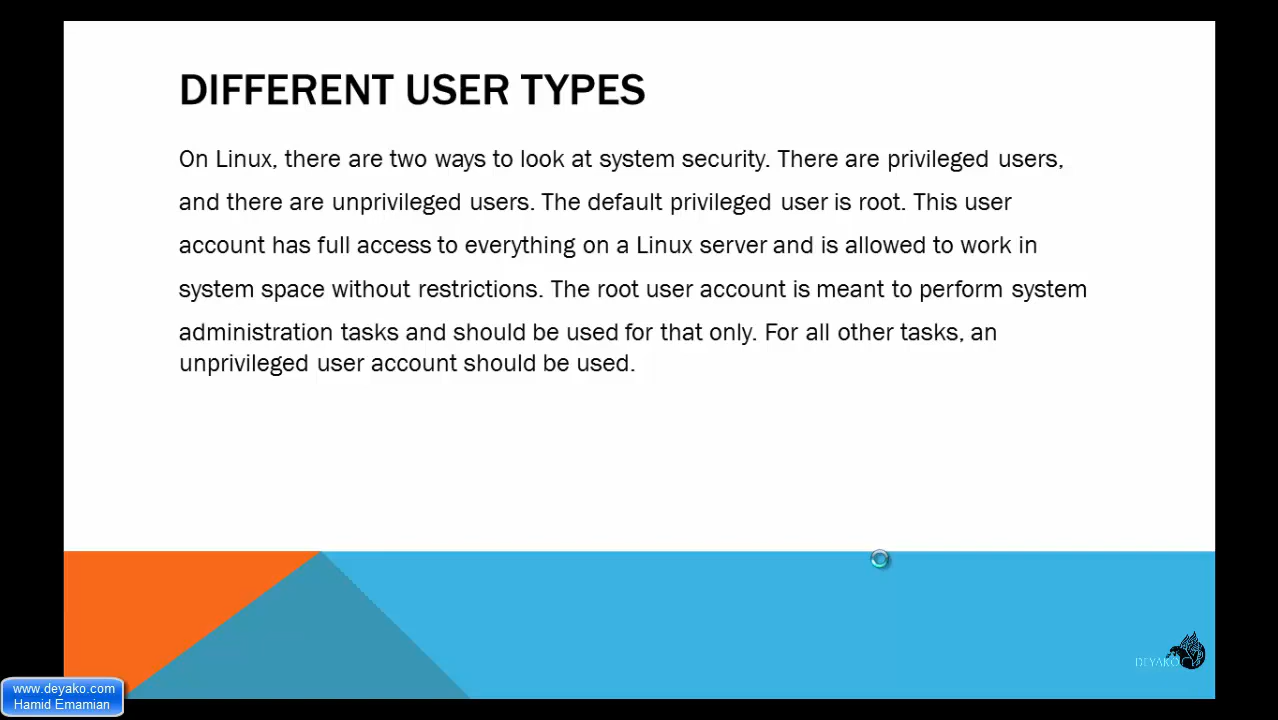 DIFFERENT USER TYPES
On Linux, there are two ways to look at system security. There are privileged users,
and there are unprivileged users. The default privileged user is root. This user
account has full access to everything on a Linux server and is allowed to work in
system space without restrictions. The root user account is meant to perform system
administration tasks and should be used for that only. For all other tasks, an
unprivileged user account should be used.
DEYAKO
www.deyako.com
Hamid Emamian